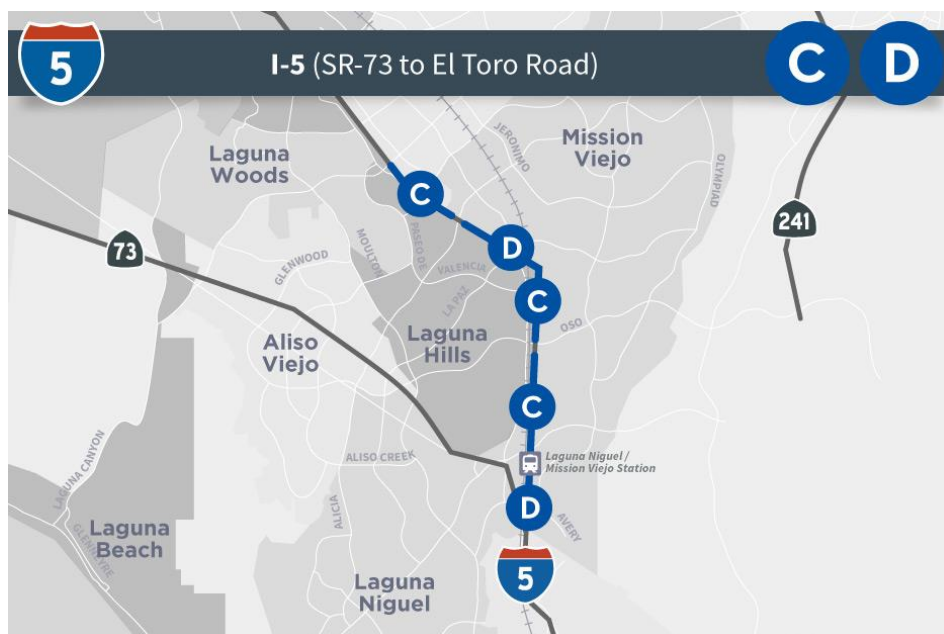 5
I-5 (SR-73 to El Toro Road)
C
D
Laguna
Woods
Mission
Viejo
JERONIMO
OLYMPIAD
C
241
73
D
PASEO DE
VALENCIA
MOULTON
GLENWOOD
LA PAZ
C
OSO
Laguna
Hills
Aliso
Viejo
C
ALISO CREEK
Laguna Niguel /
Mission Viejo Station
LAGUNA CANYON
ALICIA
D
AVERY
GLENNEYRE
Laguna
Beach
5
Laguna
Niguel